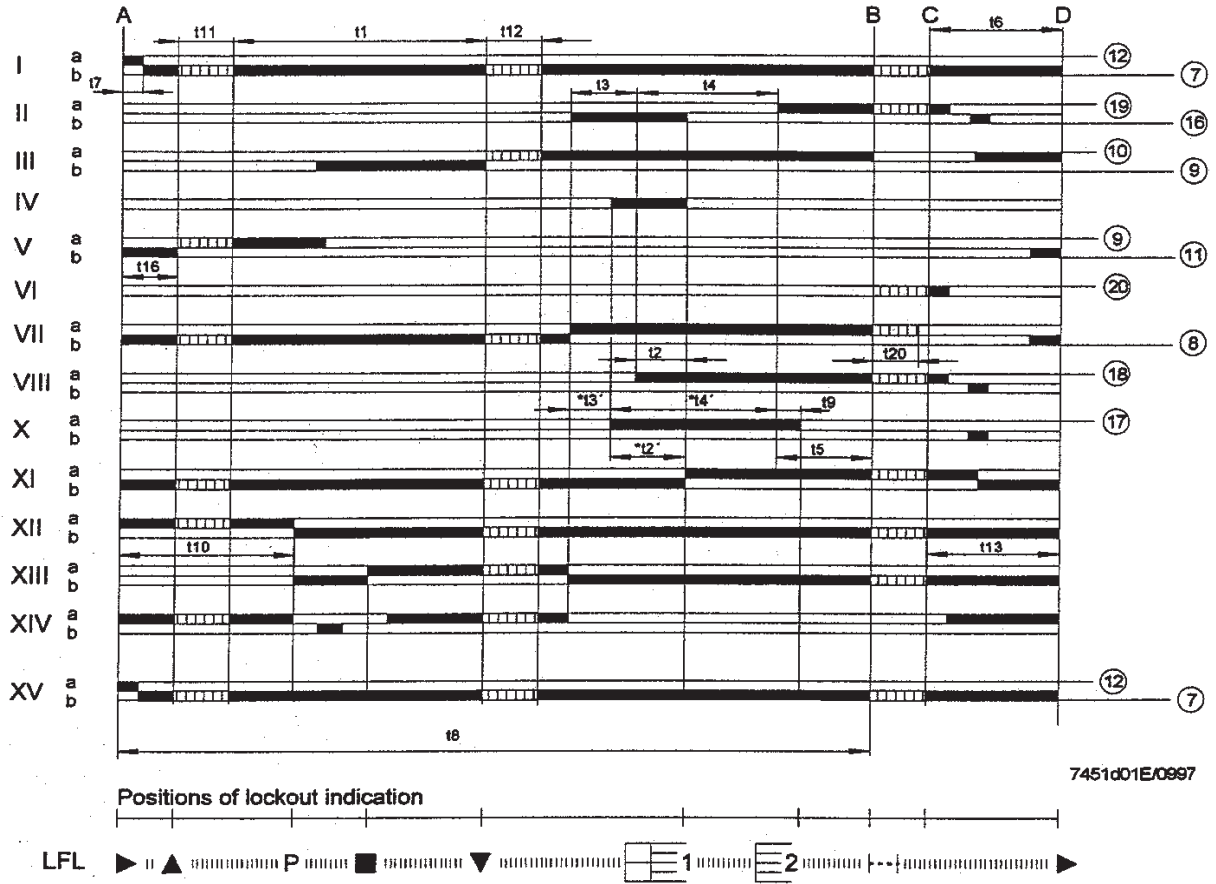 A B C D
t11 t1 t12 t6
I a b 12 7
t7
t3 t4
II a b 19 16
III a b 10 9
IV
V a b 9 11
t16
VI 20
VII a b 8
t2 t20
VIII a b 18
*t3´ *t4´ t9
X a b 17
*t2´ t5
XI a b
XII a b
t10 t13
XIII a b
XIV a b
XV a b 12 7
t8
7451d01E/0997
Positions of lockout indication
LFL P 1 2